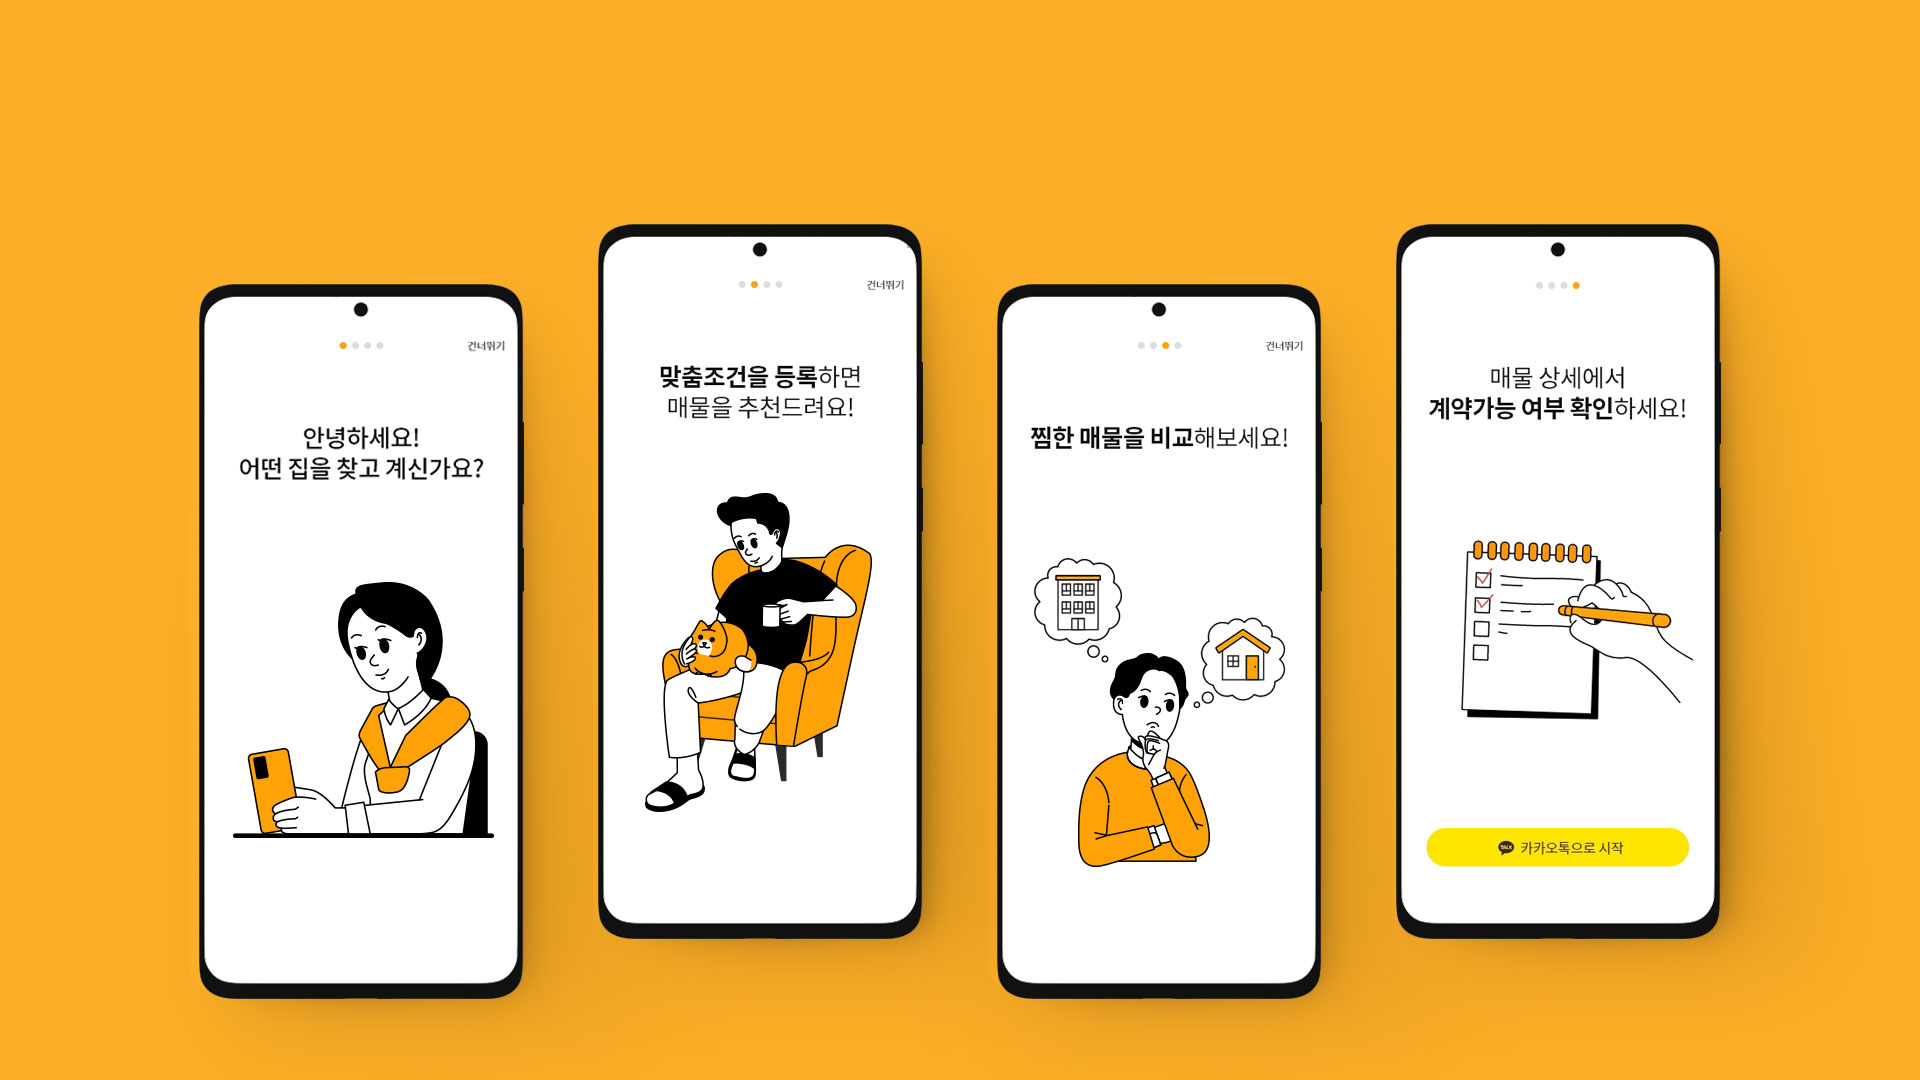 건너뛰기
안녕하세요!
어떤 집을 찾고 계신가요?
건너뛰기
맞춤조건을 등록하면
매물을 추천드려요!
건너뛰기
찜한 매물을 비교해보세요!
매물 상세에서
계약가능 여부 확인하세요!
TALK 카카오톡으로 시작